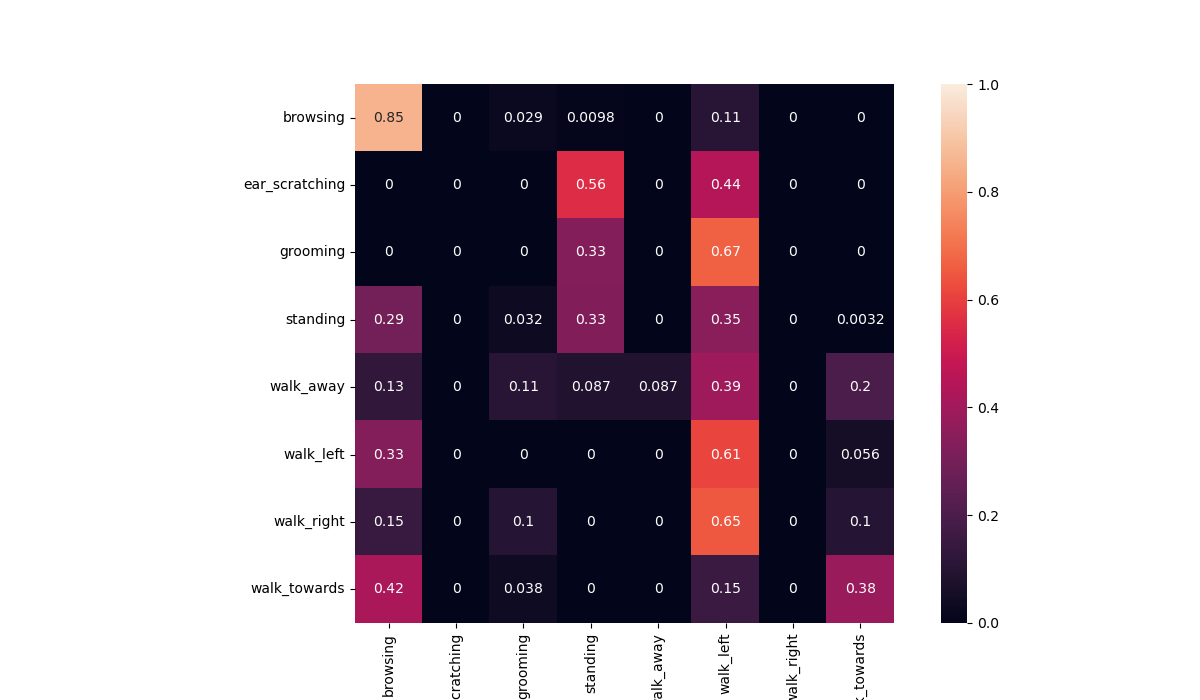 browsing 0.85 0 0.029 0.0098 0 0.11 0 0
ear_scratching 0 0 0 0.56 0 0.44 0 0
grooming 0 0 0 0.33 0 0.67 0 0
standing 0.29 0 0.032 0.33 0 0.35 0 0.0032
walk_away 0.13 0 0.11 0.087 0.087 0.39 0 0.2
walk_left 0.33 0 0 0 0 0.61 0 0.056
walk_right 0.15 0 0.1 0 0 0.65 0 0.1
walk_towards 0.42 0 0.038 0 0 0.15 0 0.38
browsing
cratching
grooming
standing
alk_away
walk_left
walk_right
_towards
1.0
0.8
0.6
0.4
0.2
0.0